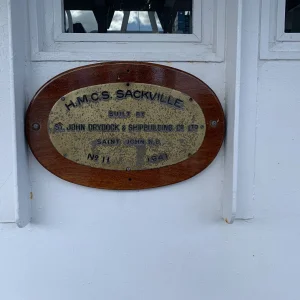 H.M.C.S. SACKVILLE
BUILT BY
ST. JOHN DRYDOCK & SHIPBUILDING CO. LTD.
SAINT JOHN N.B.
No 11 1941